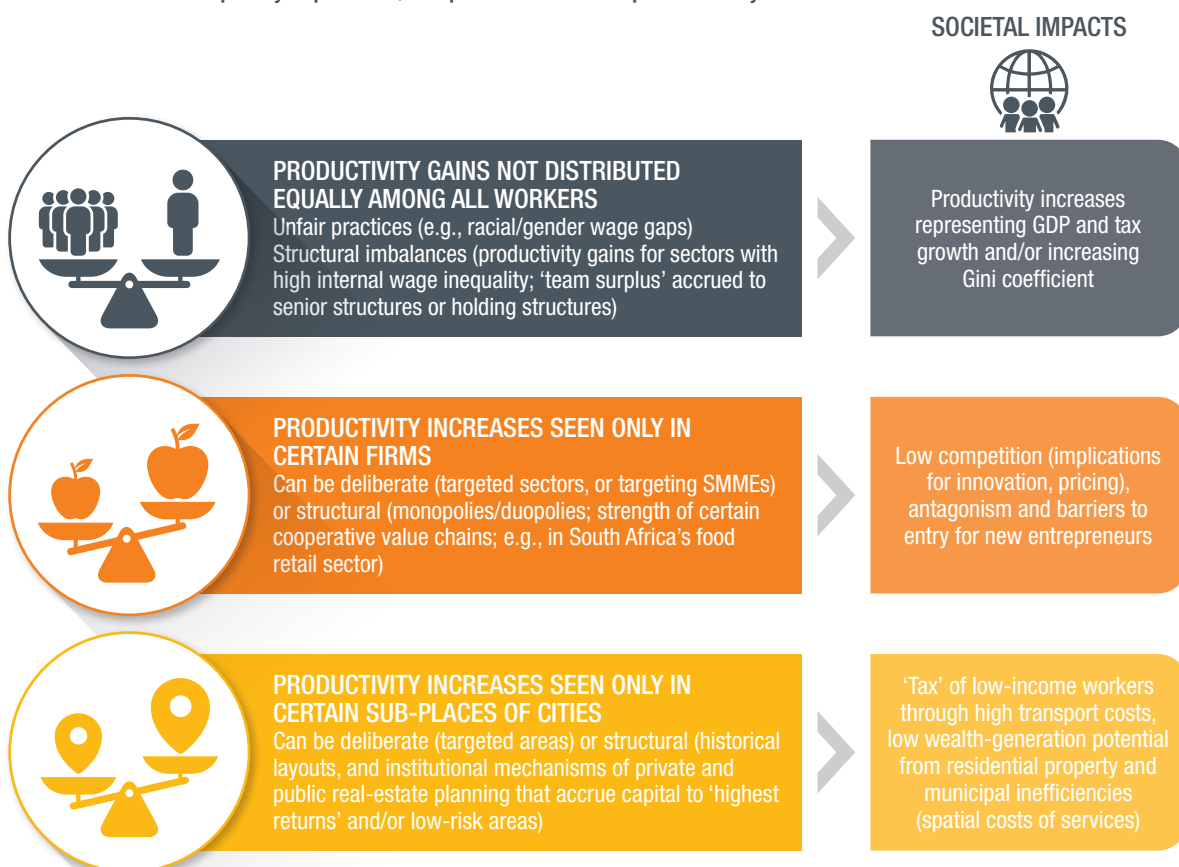 SOCIETAL IMPACTS
PRODUCTIVITY GAINS NOT DISTRIBUTED
EQUALLY AMONG ALL WORKERS
Unfair practices (e.g., racial/gender wage gaps)
Structural imbalances (productivity gains for sectors with
high internal wage inequality; ‘team surplus’ accrued to
senior structures or holding structures)
Productivity increases
representing GDP and tax
growth and/or increasing
Gini coefficient
PRODUCTIVITY INCREASES SEEN ONLY IN
CERTAIN FIRMS
Can be deliberate (targeted sectors, or targeting SMMEs)
or structural (monopolies/duopolies; strength of certain
cooperative value chains; e.g., in South Africa’s food
retail sector)
Low competition (implications
for innovation, pricing),
antagonism and barriers to
entry for new entrepreneurs
PRODUCTIVITY INCREASES SEEN ONLY IN
CERTAIN SUB-PLACES OF CITIES
Can be deliberate (targeted areas) or structural (historical
layouts, and institutional mechanisms of private and
public real-estate planning that accrue capital to ‘highest
returns’ and/or low-risk areas)
‘Tax’ of low-income workers
through high transport costs,
low wealth-generation potential
from residential property and
municipal inefficiencies
(spatial costs of services)